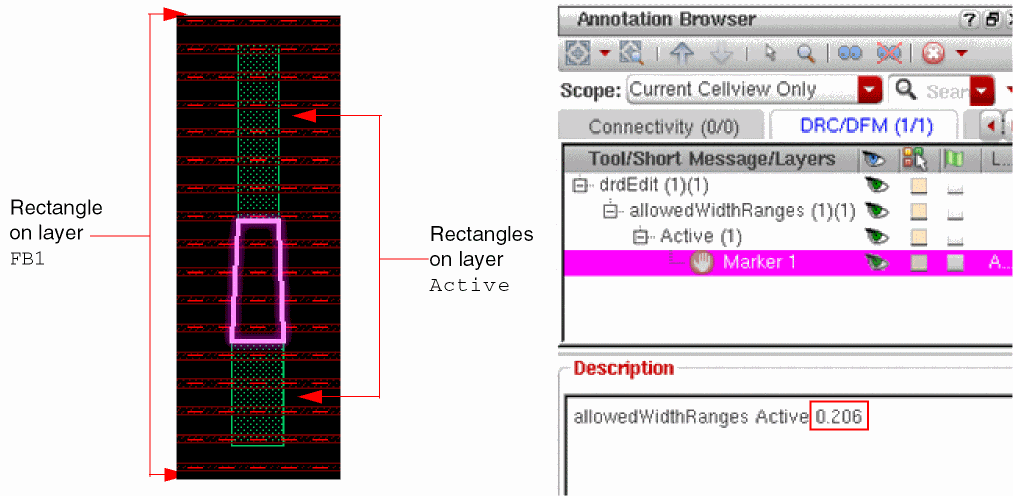 Rectangle
on layer
FB1
Rectangles
on layer
Active
Annotation Browser
?
Scope: Current Cellview Only
Sear
Connectivity (0/0)
DRC/DFM (1/1)
Tool/Short Message/Layers
L...
drdEdit (1)(1)
allowedWidthRanges (1)(1)
Active (1)
Marker 1
A...
Description
allowedWidthRanges Active 0.206